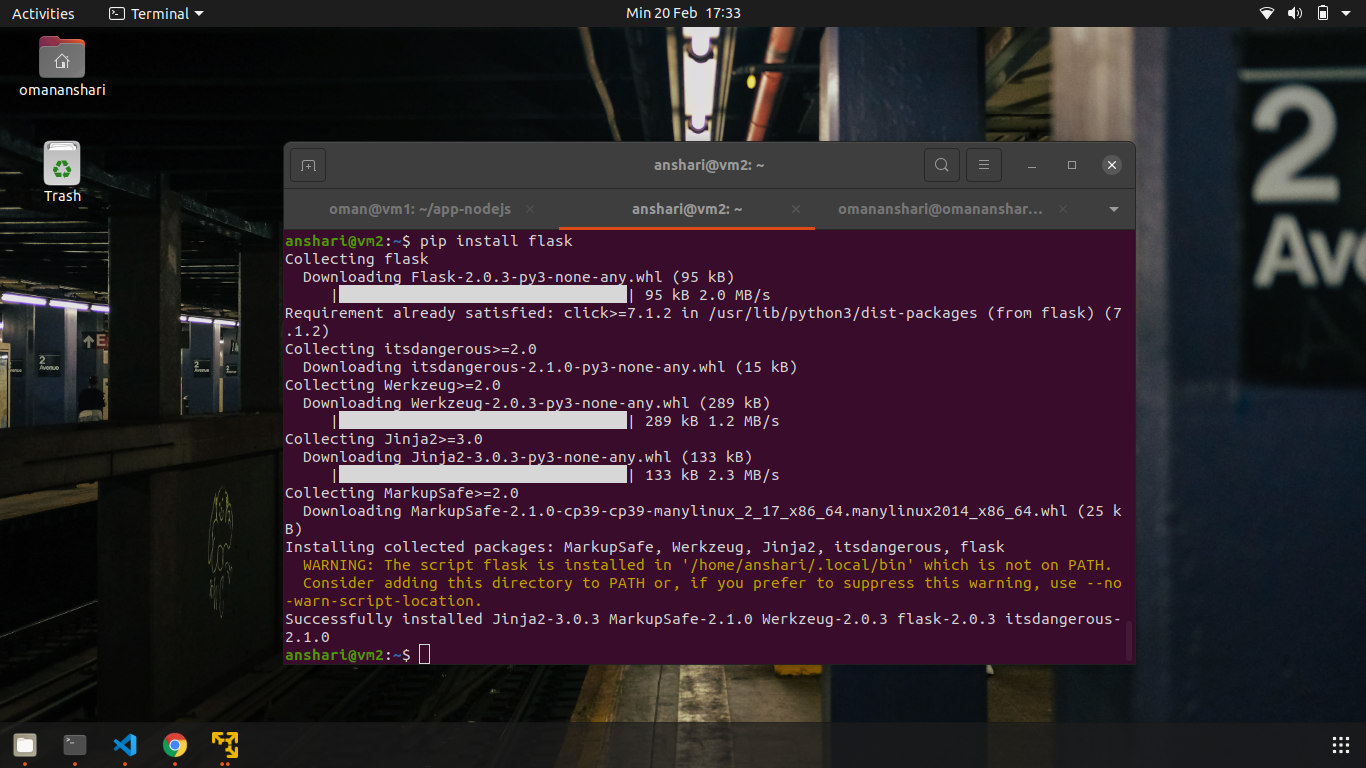 Activities
Terminal
Min 20 Feb 17:33
omananshari
Trash
anshari@vm2: ~
oman@vm1: ~/app-nodejs
anshari@vm2: ~
omananshari@omananshar...
anshari@vm2:~$ pip install flask
Collecting flask
  Downloading Flask-2.0.3-py3-none-any.whl (95 kB)
     |████████████████████████████████| 95 kB 2.0 MB/s
Requirement already satisfied: click>=7.1.2 in /usr/lib/python3/dist-packages (from flask) (7
.1.2)
Collecting itsdangerous>=2.0
  Downloading itsdangerous-2.1.0-py3-none-any.whl (15 kB)
Collecting Werkzeug>=2.0
  Downloading Werkzeug-2.0.3-py3-none-any.whl (289 kB)
     |████████████████████████████████| 289 kB 1.2 MB/s
Collecting Jinja2>=3.0
  Downloading Jinja2-3.0.3-py3-none-any.whl (133 kB)
     |████████████████████████████████| 133 kB 2.3 MB/s
Collecting MarkupSafe>=2.0
  Downloading MarkupSafe-2.1.0-cp39-cp39-manylinux_2_17_x86_64.manylinux2014_x86_64.whl (25 k
B)
Installing collected packages: MarkupSafe, Werkzeug, Jinja2, itsdangerous, flask
  WARNING: The script flask is installed in '/home/anshari/.local/bin' which is not on PATH.
  Consider adding this directory to PATH or, if you prefer to suppress this warning, use --no
-warn-script-location.
Successfully installed Jinja2-3.0.3 MarkupSafe-2.1.0 Werkzeug-2.0.3 flask-2.0.3 itsdangerous-
2.1.0
anshari@vm2:~$
2
Ave
2
Avenue
2
Avenue